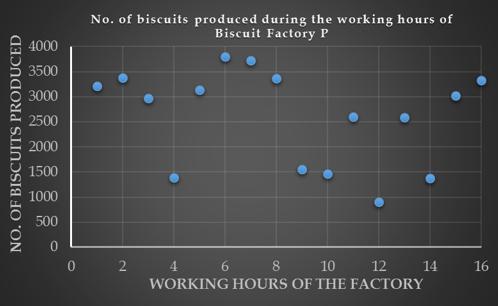 No. of biscuits produced during the working hours of
Biscuit Factory P
NO. OF BISCUITS PRODUCED
4000
3500
3000
2500
2000
1500
1000
500
0
0 2 4 6 8 10 12 14 16
WORKING HOURS OF THE FACTORY